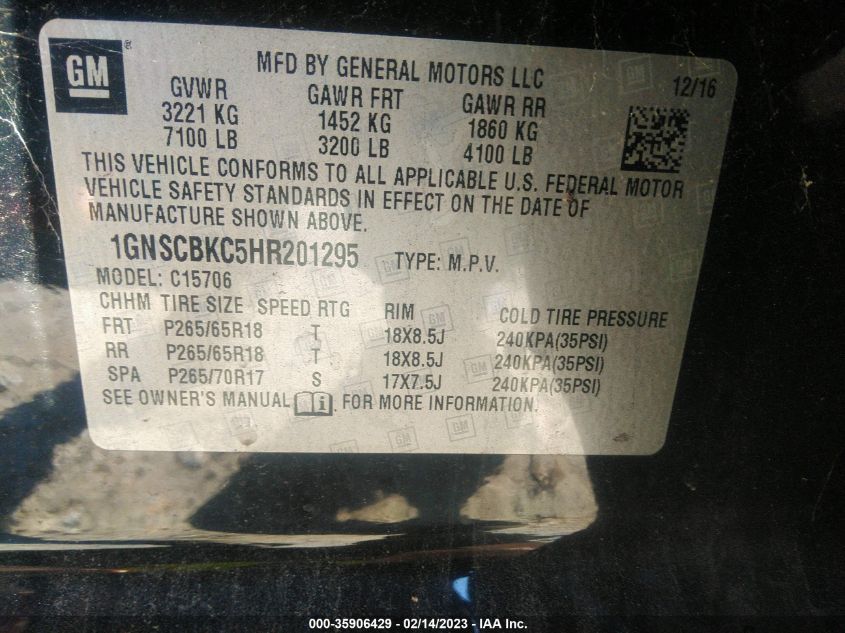 GM ®
MFD BY GENERAL MOTORS LLC
12/16
GVWR GAWR FRT GAWR RR
3221 KG 1452 KG 1860 KG
7100 LB 3200 LB 4100 LB
THIS VEHICLE CONFORMS TO ALL APPLICABLE U.S. FEDERAL MOTOR
VEHICLE SAFETY STANDARDS IN EFFECT ON THE DATE OF
MANUFACTURE SHOWN ABOVE.
1GNSCBKC5HR201295 TYPE: M.P.V.
MODEL: C15706
CHHM TIRE SIZE SPEED RTG RIM COLD TIRE PRESSURE
FRT P265/65R18 T 18X8.5J 240KPA(35PSI)
RR P265/65R18 T 18X8.5J 240KPA(35PSI)
SPA P265/70R17 S 17X7.5J 240KPA(35PSI)
SEE OWNER'S MANUAL i. FOR MORE INFORMATION.
000-35906429 - 02/14/2023 - IAA Inc.